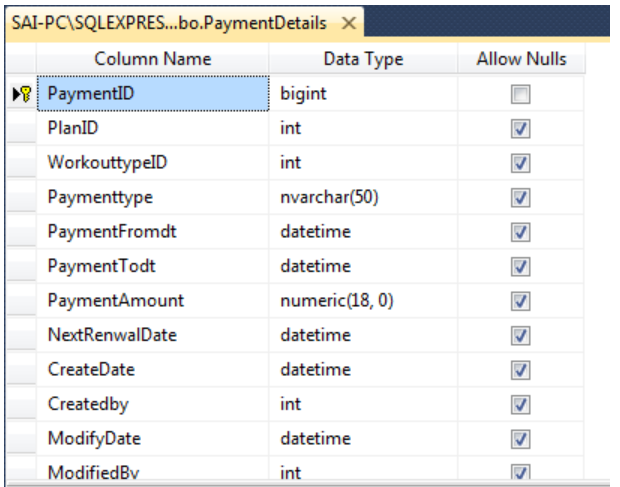 SAI-PC\SQLEXPRES...bo.PaymentDetails
Column Name Data Type Allow Nulls
PaymentID bigint
PlanID int
WorkouttypeID int
Paymenttype nvarchar(50)
PaymentFromdt datetime
PaymentTodt datetime
PaymentAmount numeric(18, 0)
NextRenwalDate datetime
CreateDate datetime
Createdby int
ModifyDate datetime
ModifiedBy int